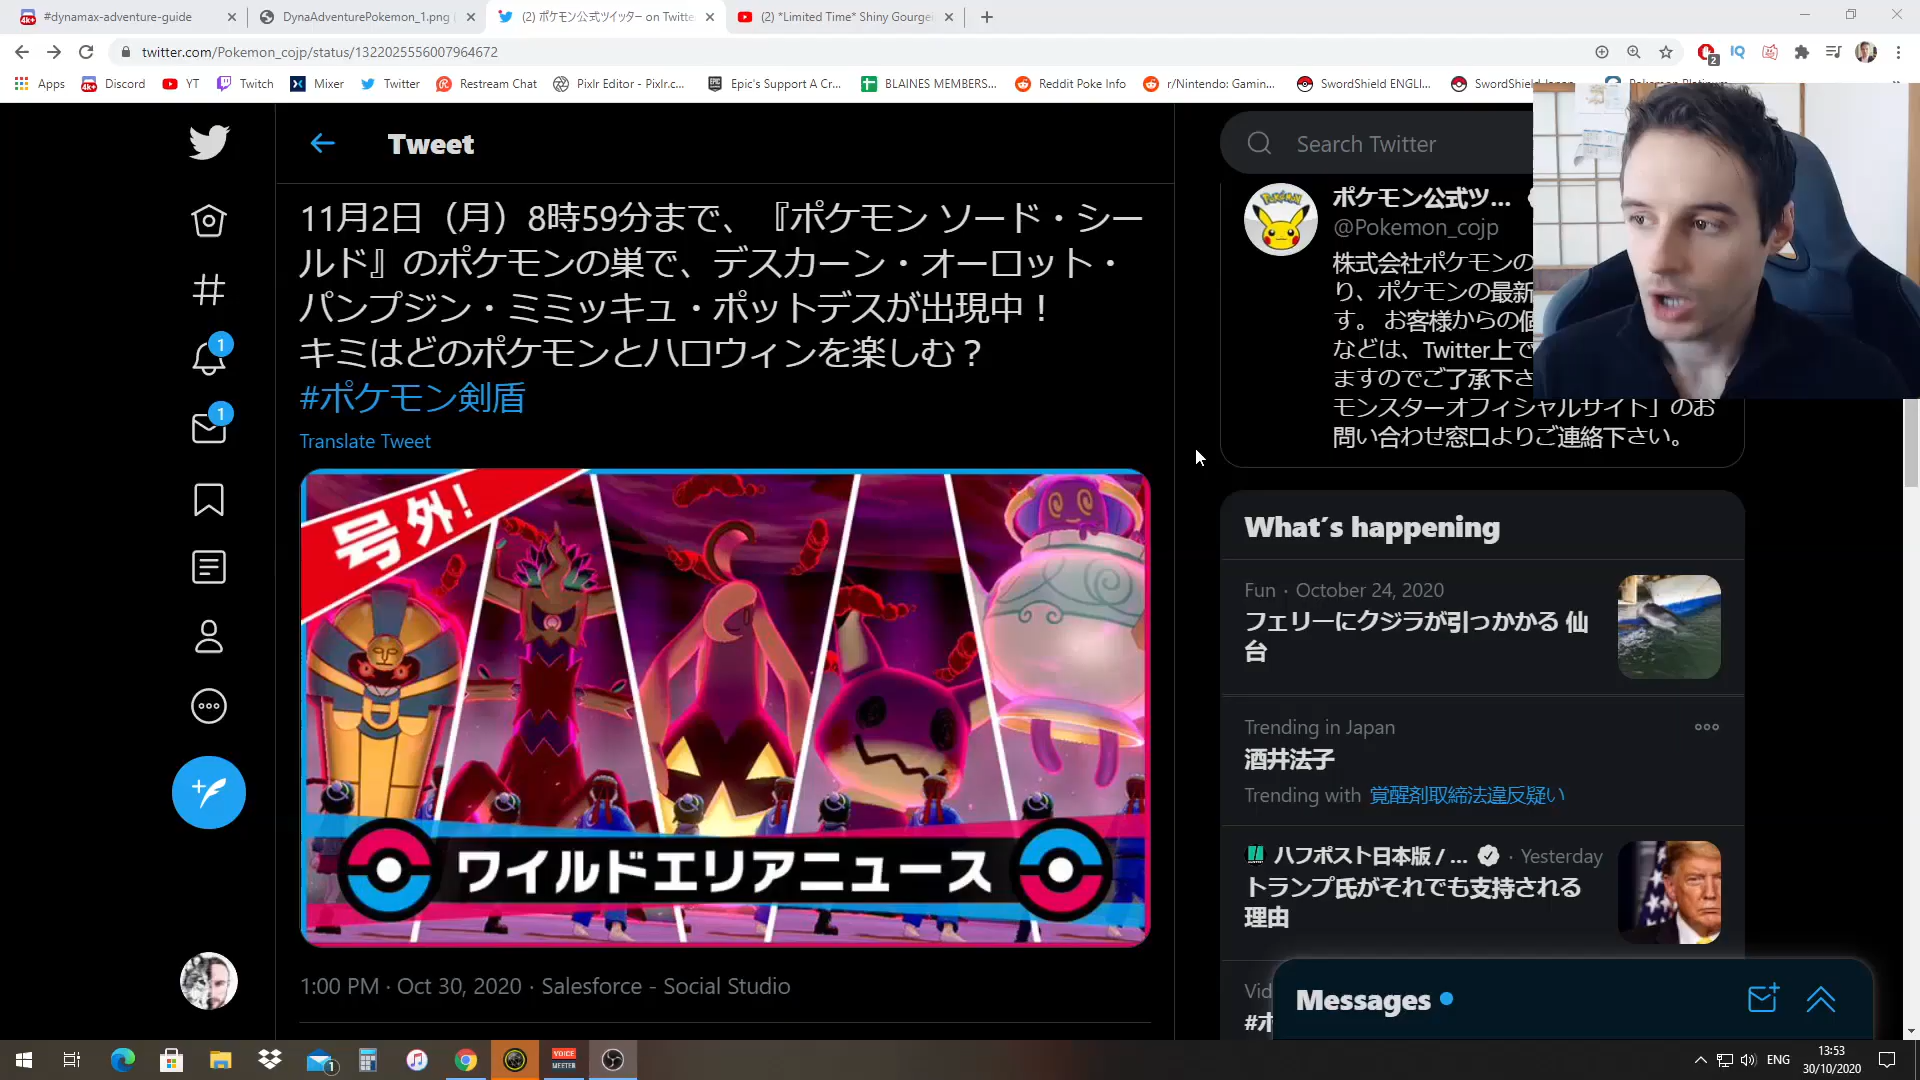 #dynamax-adventure-guide
DynaAdventurePokemon_1.png (
(2) ポケモン公式ツイッター on Twitte
(2) *Limited Time* Shiny Gourge
twitter.com/Pokemon_cojp/status/1322025556007964672
2
Apps
Discord
YT
Twitch
Mixer
Twitter
Restream Chat
Pixlr Editor - Pixlr.c...
Epic's Support A Cr...
BLAINES MEMBERS...
Reddit Poke Info
r/Nintendo: Gamin...
SwordShield ENGLI...
Tweet
11月2日（月）8時59分まで、『ポケモン ソード・シー
ルド』のポケモンの巣で、デスカーン・オーロット・
パンプジン・ミミッキュ・ポットデスが出現中！
キミはどのポケモンとハロウィンを楽しむ？
#ポケモン剣盾
Translate Tweet
号外!
ワイルドエリアニュース
1:00 PM · Oct 30, 2020 · Salesforce - Social Studio
1
1
Search Twitter
ポケモン公式ツ...
@Pokemon_cojp
株式会社ポケモンの
り、ポケモンの最新
す。 お客様からの個
などは、Twitter上で
ますのでご了承下さ
モンスターオフィシャルサイト」のお
問い合わせ窓口よりご連絡下さい。
What's happening
Fun · October 24, 2020
フェリーにクジラが引っかかる 仙
台
Trending in Japan
酒井法子
Trending with 覚醒剤取締法違反疑い
ハフポスト日本版 / ... · Yesterday
トランプ氏がそれでも支持される
理由
Vid
#ポ
Messages
1
VOICE
MEETER
ENG
13:53
30/10/2020